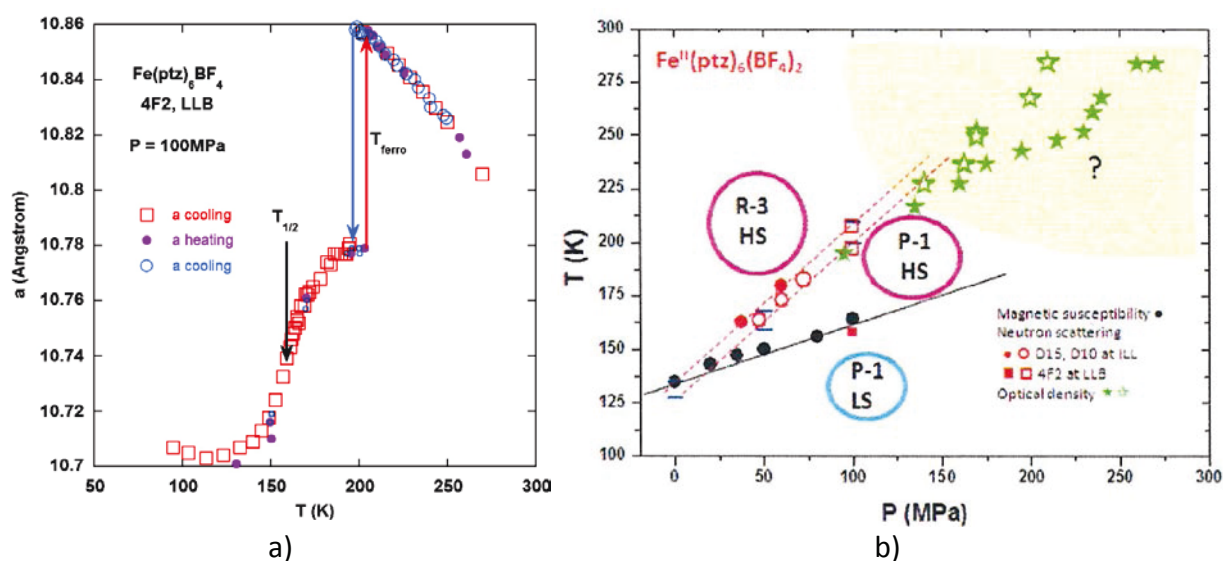 10.86
10.84
10.82
10.8
10.78
10.76
10.74
10.72
10.7
a (Angstrom)
Fe(ptz)6BF4
4F2, LLB
P = 100MPa
a cooling
a heating
a cooling
T1/2
Tferro
50
100
150
200
250
300
T (K)
a)
300
275
250
225
200
175
150
125
100
T (K)
FeII(ptz)6(BF4)2
R-3
HS
P-1
HS
P-1
LS
?
Magnetic susceptibility
Neutron scattering
D15, D10 at ILL
4F2 at LLB
Optical density
0
50
100
150
200
250
300
P (MPa)
b)